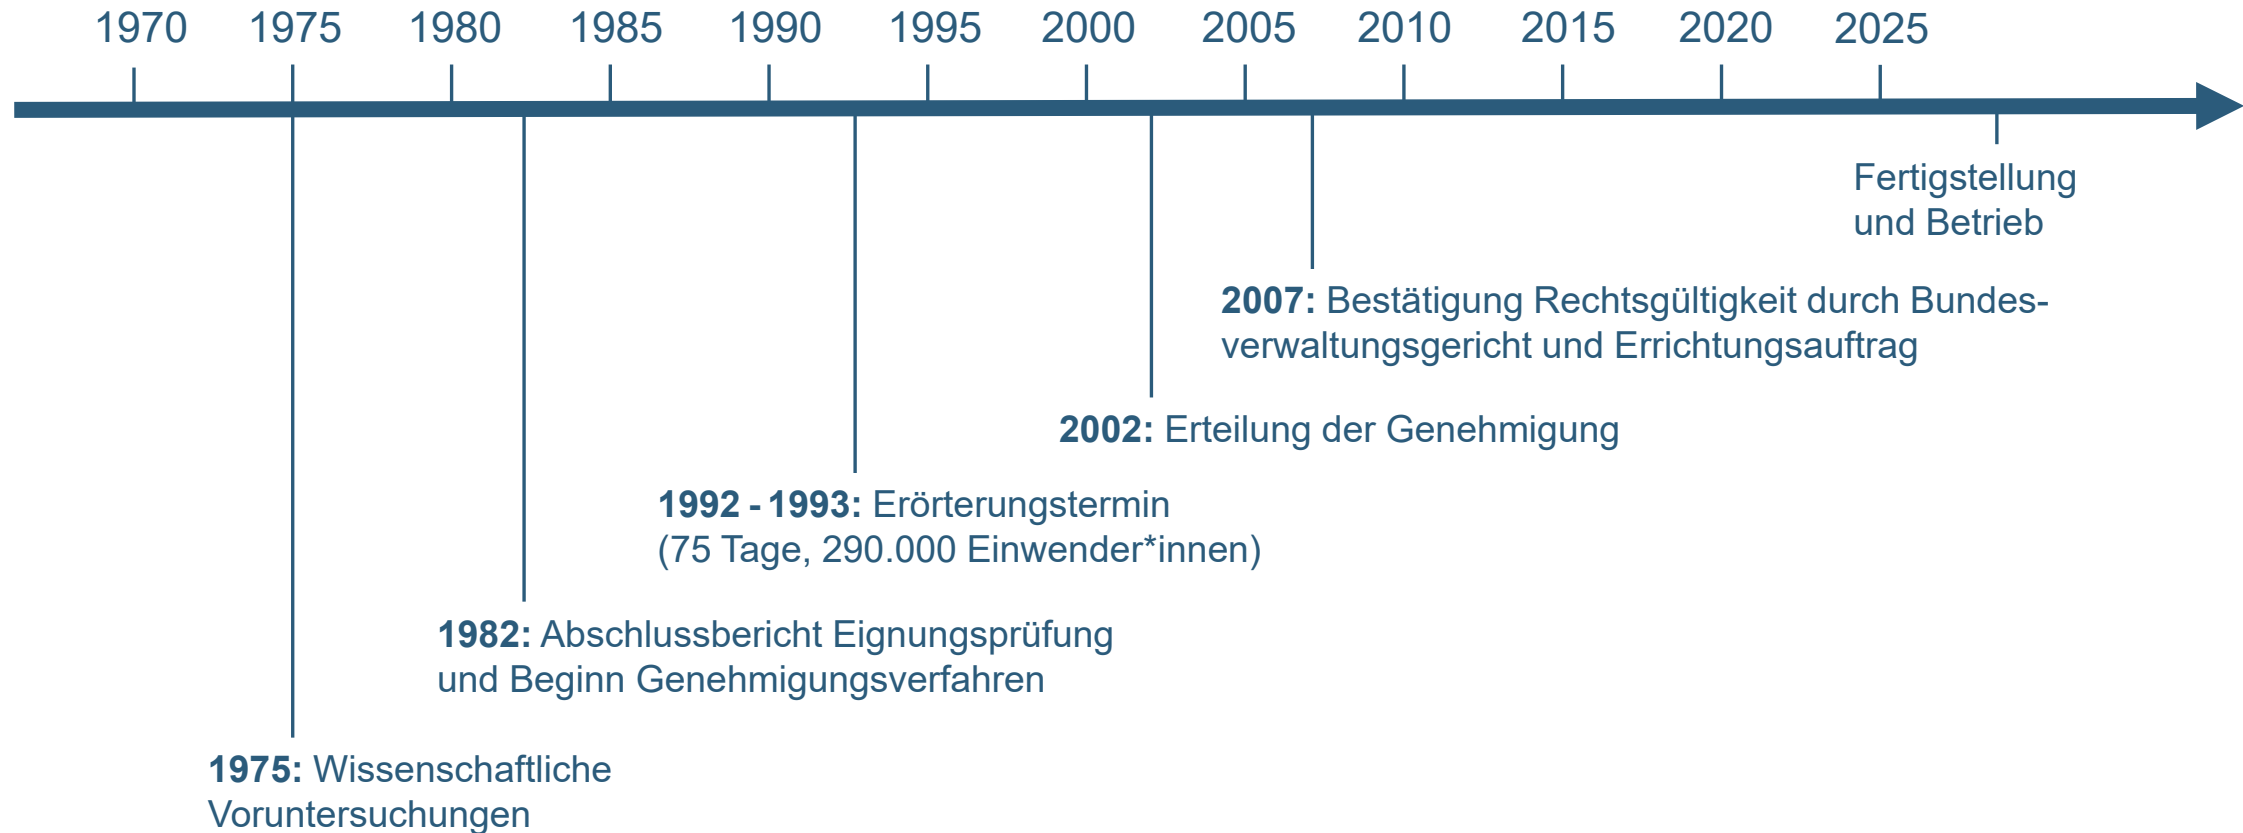 1970 1975 1980 1985 1990 1995 2000 2005 2010 2015 2020 2025
Fertigstellung
und Betrieb
2007: Bestätigung Rechtsgültigkeit durch Bundes-
verwaltungsgericht und Errichtungsauftrag
2002: Erteilung der Genehmigung
1992 - 1993: Erörterungstermin
(75 Tage, 290.000 Einwender*innen)
1982: Abschlussbericht Eignungsprüfung
und Beginn Genehmigungsverfahren
1975: Wissenschaftliche
Voruntersuchungen